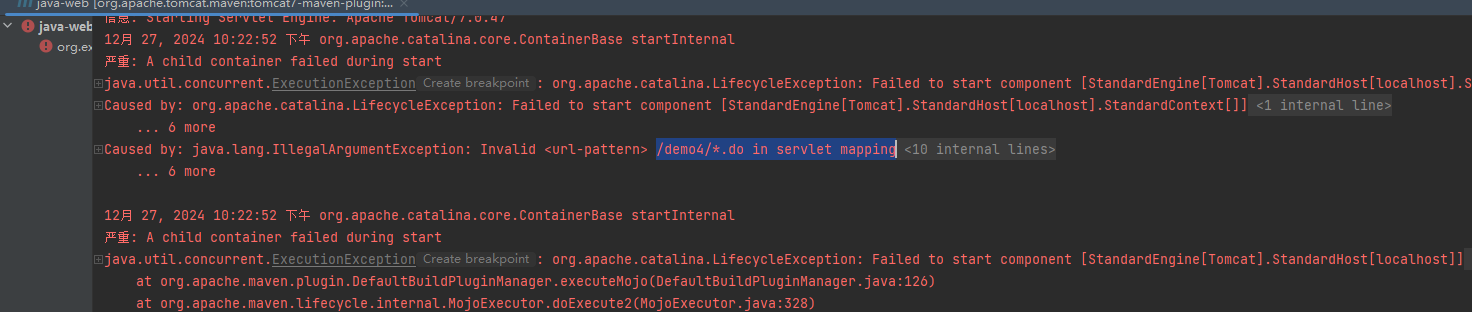 java-web [org.apache.tomcat.maven:tomcat7-maven-plugin:...
java-web
org.ex
信息: Starting Servlet Engine: Apache Tomcat/7.0.47
12月 27, 2024 10:22:52 下午 org.apache.catalina.core.ContainerBase startInternal
严重: A child container failed during start
java.util.concurrent.ExecutionException Create breakpoint : org.apache.catalina.LifecycleException: Failed to start component [StandardEngine[Tomcat].StandardHost[localhost].S
Caused by: org.apache.catalina.LifecycleException: Failed to start component [StandardEngine[Tomcat].StandardHost[localhost].StandardContext[]] <1 internal line>
... 6 more
Caused by: java.lang.IllegalArgumentException: Invalid <url-pattern> /demo4/*.do in servlet mapping <10 internal lines>
... 6 more
12月 27, 2024 10:22:52 下午 org.apache.catalina.core.ContainerBase startInternal
严重: A child container failed during start
java.util.concurrent.ExecutionException Create breakpoint : org.apache.catalina.LifecycleException: Failed to start component [StandardEngine[Tomcat].StandardHost[localhost]]
at org.apache.maven.plugin.DefaultBuildPluginManager.executeMojo(DefaultBuildPluginManager.java:126)
at org.apache.maven.lifecycle.internal.MojoExecutor.doExecute2(MojoExecutor.java:328)